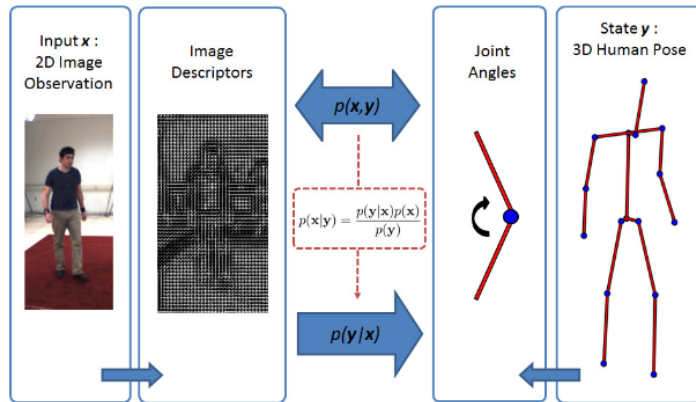 Input x :
2D Image
Observation
Image
Descriptors
p(x,y)
p(x|y) = p(y|x)p(x) / p(y)
p(y|x)
Joint
Angles
State y :
3D Human Pose